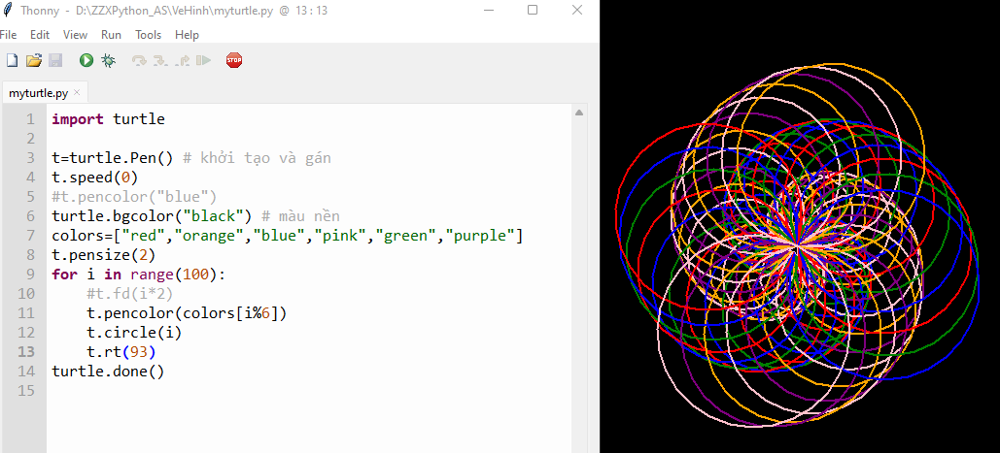 Thonny - D:\ZZXPython_AS\VeHinh\myturtle.py @ 13:13
File Edit View Run Tools Help
STOP
myturtle.py ×
1 import turtle
2
3 t=turtle.Pen() # khởi tạo và gán
4 t.speed(0)
5 #t.pencolor("blue")
6 turtle.bgcolor("black") # màu nền
7 colors=["red","orange","blue","pink","green","purple"]
8 t.pensize(2)
9 for i in range(100):
10     #t.fd(i*2)
11     t.pencolor(colors[i%6])
12     t.circle(i)
13     t.rt(93)
14 turtle.done()
15